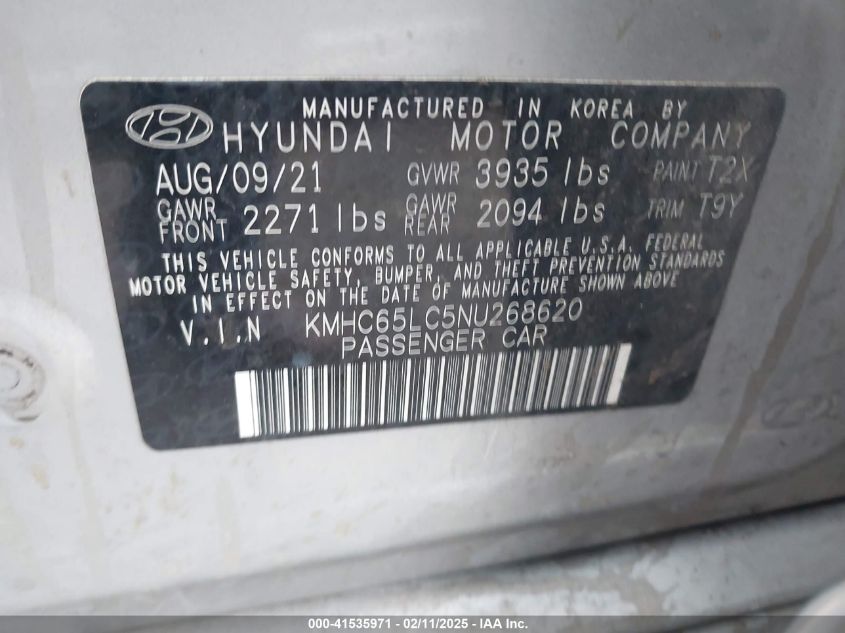 MANUFACTURED IN KOREA BY
HYUNDAI MOTOR COMPANY
AUG/09/21 GVWR 3935 lbs PAINT T2X
GAWR FRONT 2271 lbs GAWR REAR 2094 lbs TRIM T9Y
THIS VEHICLE CONFORMS TO ALL APPLICABLE U.S.A. FEDERAL
MOTOR VEHICLE SAFETY, BUMPER, AND THEFT PREVENTION STANDARDS
IN EFFECT ON THE DATE OF MANUFACTURE SHOWN ABOVE
V.I.N KMHC65LC5NU268620
PASSENGER CAR
000-41535971 - 02/11/2025 - IAA Inc.